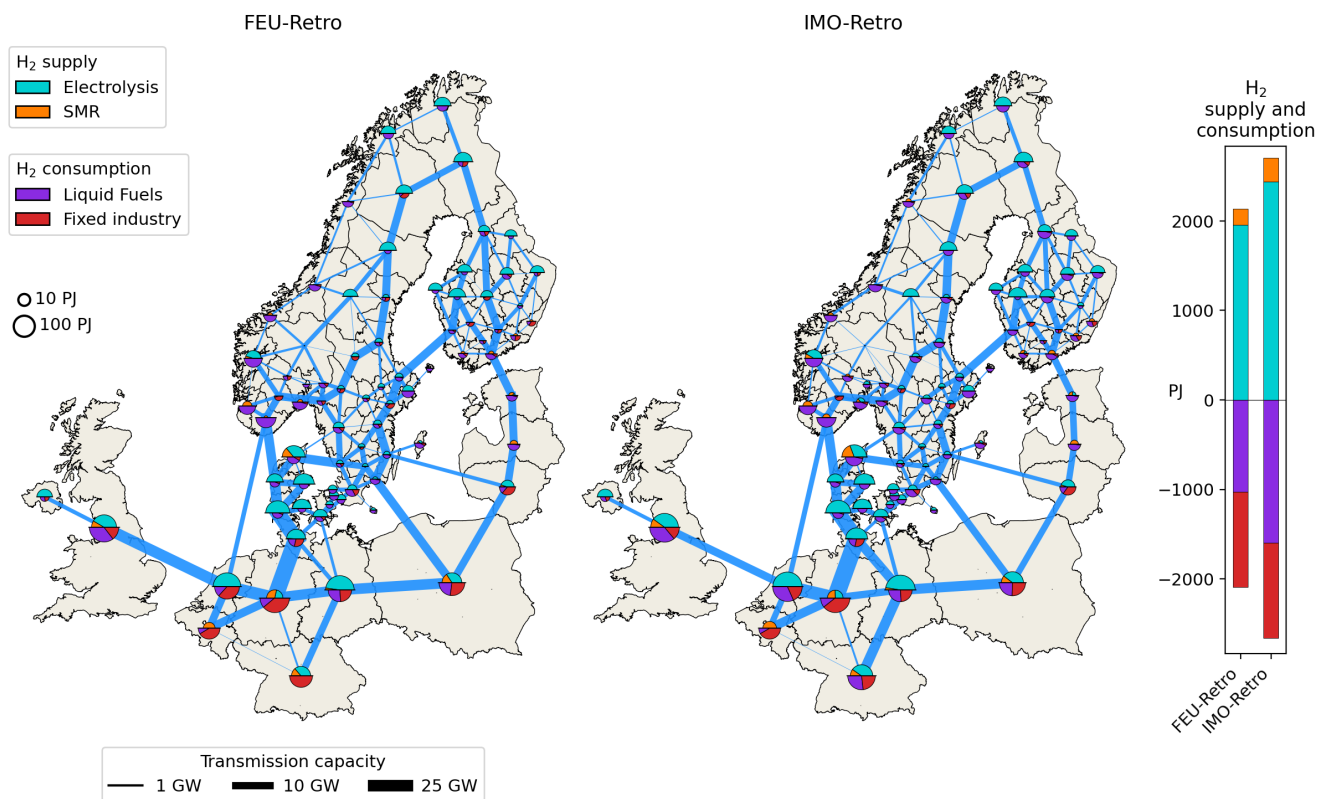 FEU-Retro
IMO-Retro
H₂ supply
Electrolysis
SMR
H₂ consumption
Liquid Fuels
Fixed industry
10 PJ
100 PJ
H₂
supply and
consumption
2000
1000
PJ
0
−1000
−2000
FEU-Retro
IMO-Retro
Transmission capacity
1 GW
10 GW
25 GW